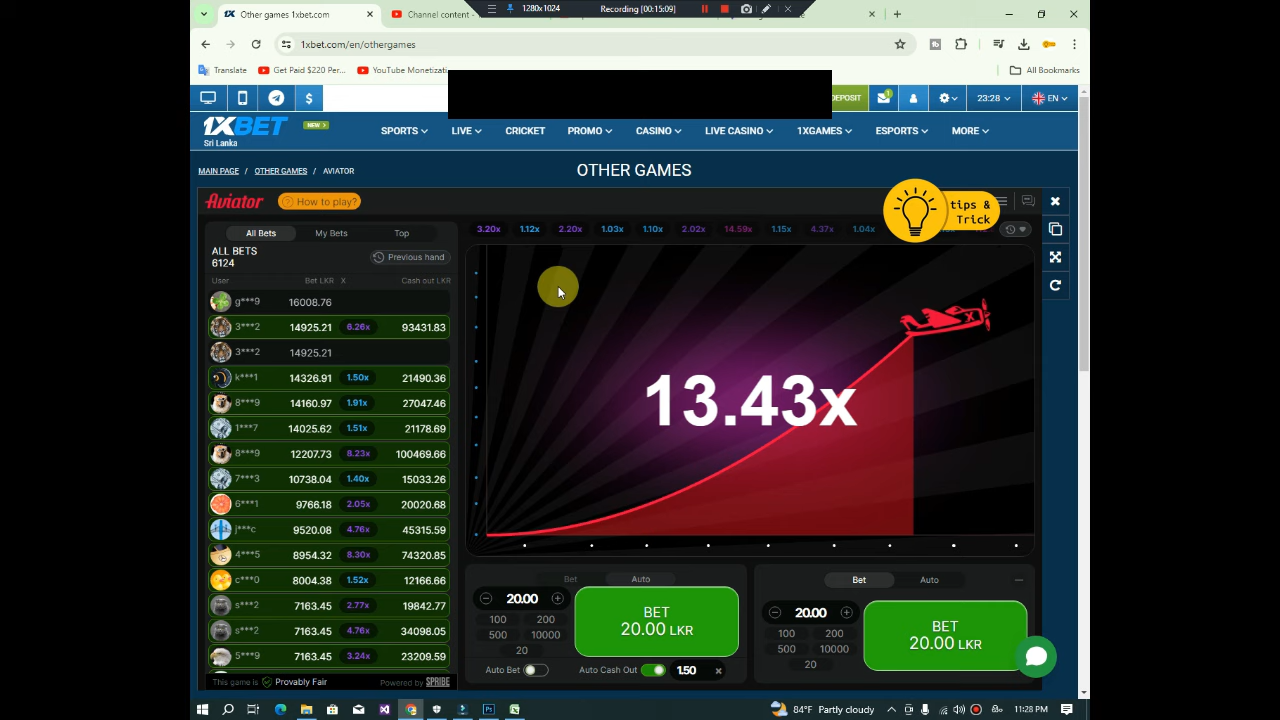 1280x1024
Recording [00:15:09]
Other games 1xbet.com
Channel content -
1xbet.com/en/othergames
Translate
Get Paid $220 Per...
YouTube Monetizati...
All Bookmarks
DEPOSIT
1
23:28
EN
1XBET
NEW
Sri Lanka
SPORTS
LIVE
CRICKET
PROMO
CASINO
LIVE CASINO
1XGAMES
ESPORTS
MORE
MAIN PAGE / OTHER GAMES / AVIATOR
OTHER GAMES
Aviator
? How to play?
tips &
Trick
All Bets
My Bets
Top
3.20x 1.12x 2.20x 1.03x 1.10x 2.02x 14.59x 1.15x 4.37x 1.04x
ALL BETS
6124
Previous hand
User Bet LKR X Cash out LKR
g***9 16008.76
3***2 14925.21 6.26x 93431.83
3***2 14925.21
k***1 14326.91 1.50x 21490.36
8***9 14160.97 1.91x 27047.46
1***7 14025.62 1.51x 21178.69
8***9 12207.73 8.23x 100469.66
7***3 10738.04 1.40x 15033.26
6***1 9766.18 2.05x 20020.68
j***c 9520.08 4.76x 45315.59
4***5 8954.32 8.30x 74320.85
c***0 8004.38 1.52x 12166.66
s***2 7163.45 2.77x 19842.77
s***2 7163.45 4.76x 34098.05
5***9 7163.45 3.24x 23209.59
This game is Provably Fair Powered by SPRIBE
13.43x
Bet Auto
20.00
100 200
500 10000
20
BET
20.00 LKR
Auto Bet
Auto Cash Out
1.50
Bet Auto
20.00
100 200
500 10000
20
BET
20.00 LKR
84°F Partly cloudy
11:28 PM